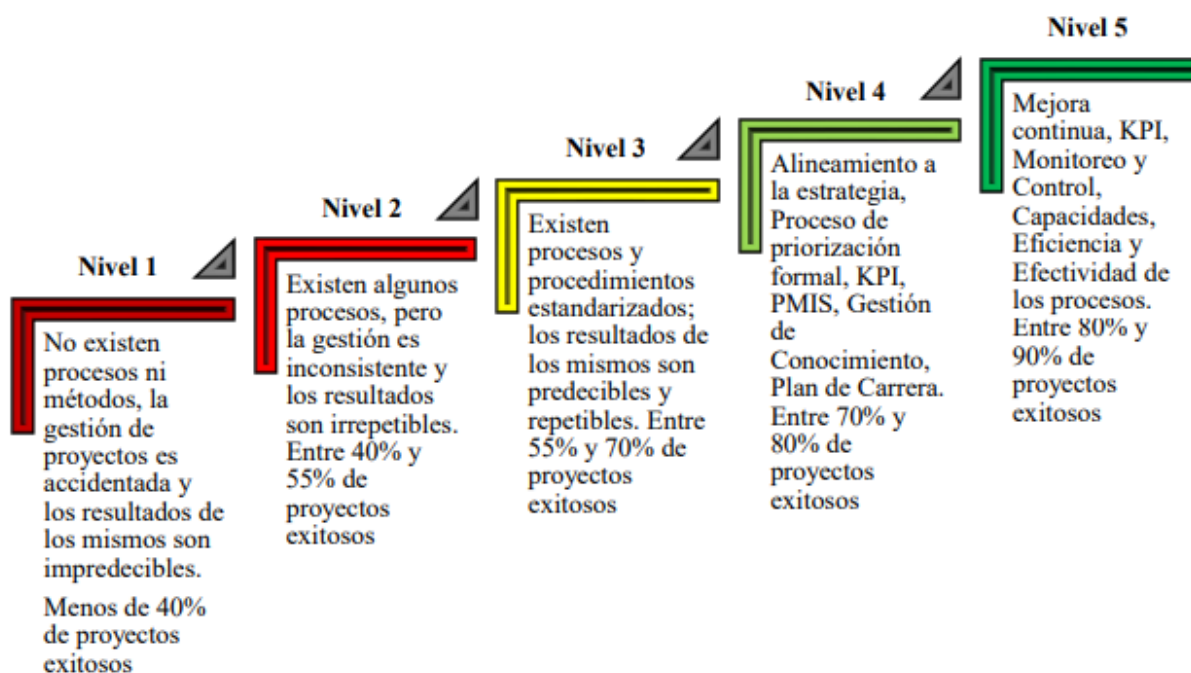 Nivel 1
No existen
procesos ni
métodos, la
gestión de
proyectos es
accidentada y
los resultados de
los mismos son
impredecibles.
Menos de 40%
de proyectos
exitosos
Nivel 2
Existen algunos
procesos, pero
la gestión es
inconsistente y
los resultados
son irrepetibles.
Entre 40% y
55% de
proyectos
exitosos
Nivel 3
Existen
procesos y
procedimientos
estandarizados;
los resultados de
los mismos son
predecibles y
repetibles. Entre
55% y 70% de
proyectos
exitosos
Nivel 4
Alineamiento a
la estrategia,
Proceso de
priorización
formal, KPI,
PMIS, Gestión
de
Conocimiento,
Plan de Carrera.
Entre 70% y
80% de
proyectos
exitosos
Nivel 5
Mejora
continua, KPI,
Monitoreo y
Control,
Capacidades,
Eficiencia y
Efectividad de
los procesos.
Entre 80% y
90% de
proyectos
exitosos